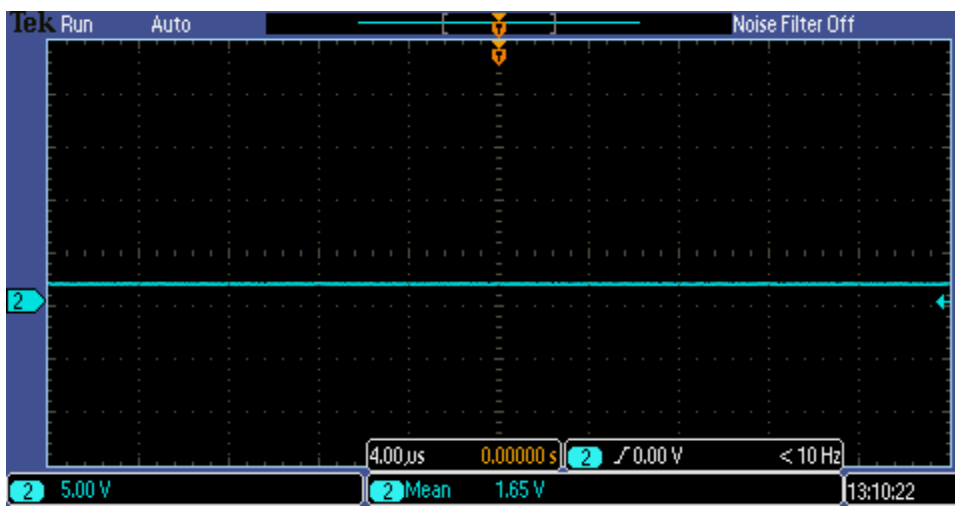 Tek Run Auto Noise Filter Off
2
4.00μs 0.00000 s 2 0.00 V < 10 Hz
2 5.00 V 2 Mean 1.65 V 13:10:22